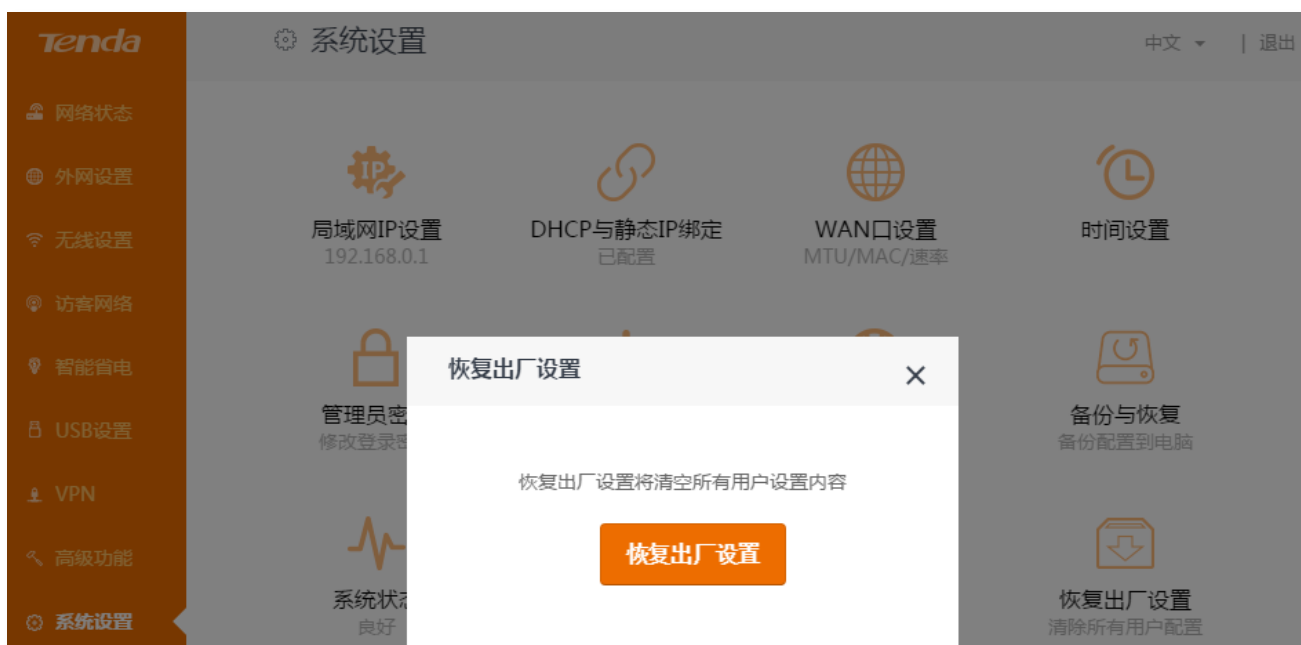 Tenda
系统设置
中文
退出
网络状态
外网设置
无线设置
访客网络
智能省电
USB设置
VPN
高级功能
系统设置
IP
局域网IP设置
192.168.0.1
DHCP与静态IP绑定
已配置
WAN口设置
MTU/MAC/速率
时间设置
管理员密
修改登录密
备份与恢复
备份配置到电脑
系统状态
良好
恢复出厂设置
清除所有用户配置
恢复出厂设置
恢复出厂设置将清空所有用户设置内容
恢复出厂设置